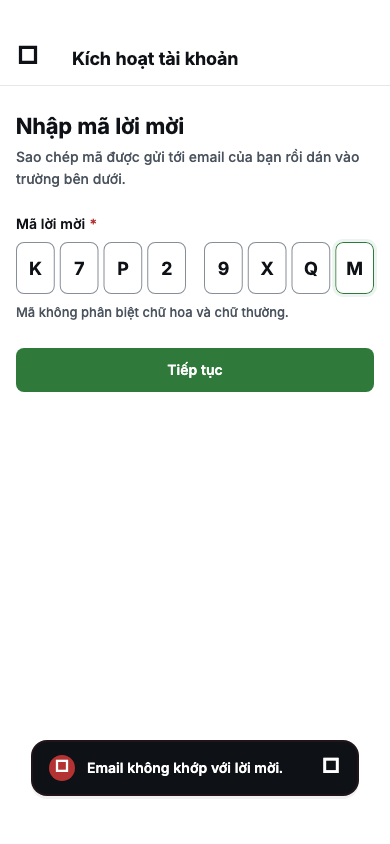 Kích hoạt tài khoản
Nhập mã lời mời
Sao chép mã được gửi tới email của bạn rồi dán vào
trường bên dưới.
Mã lời mời *
K 7 P 2 9 X Q M
Mã không phân biệt chữ hoa và chữ thường.
Tiếp tục
Email không khớp với lời mời.